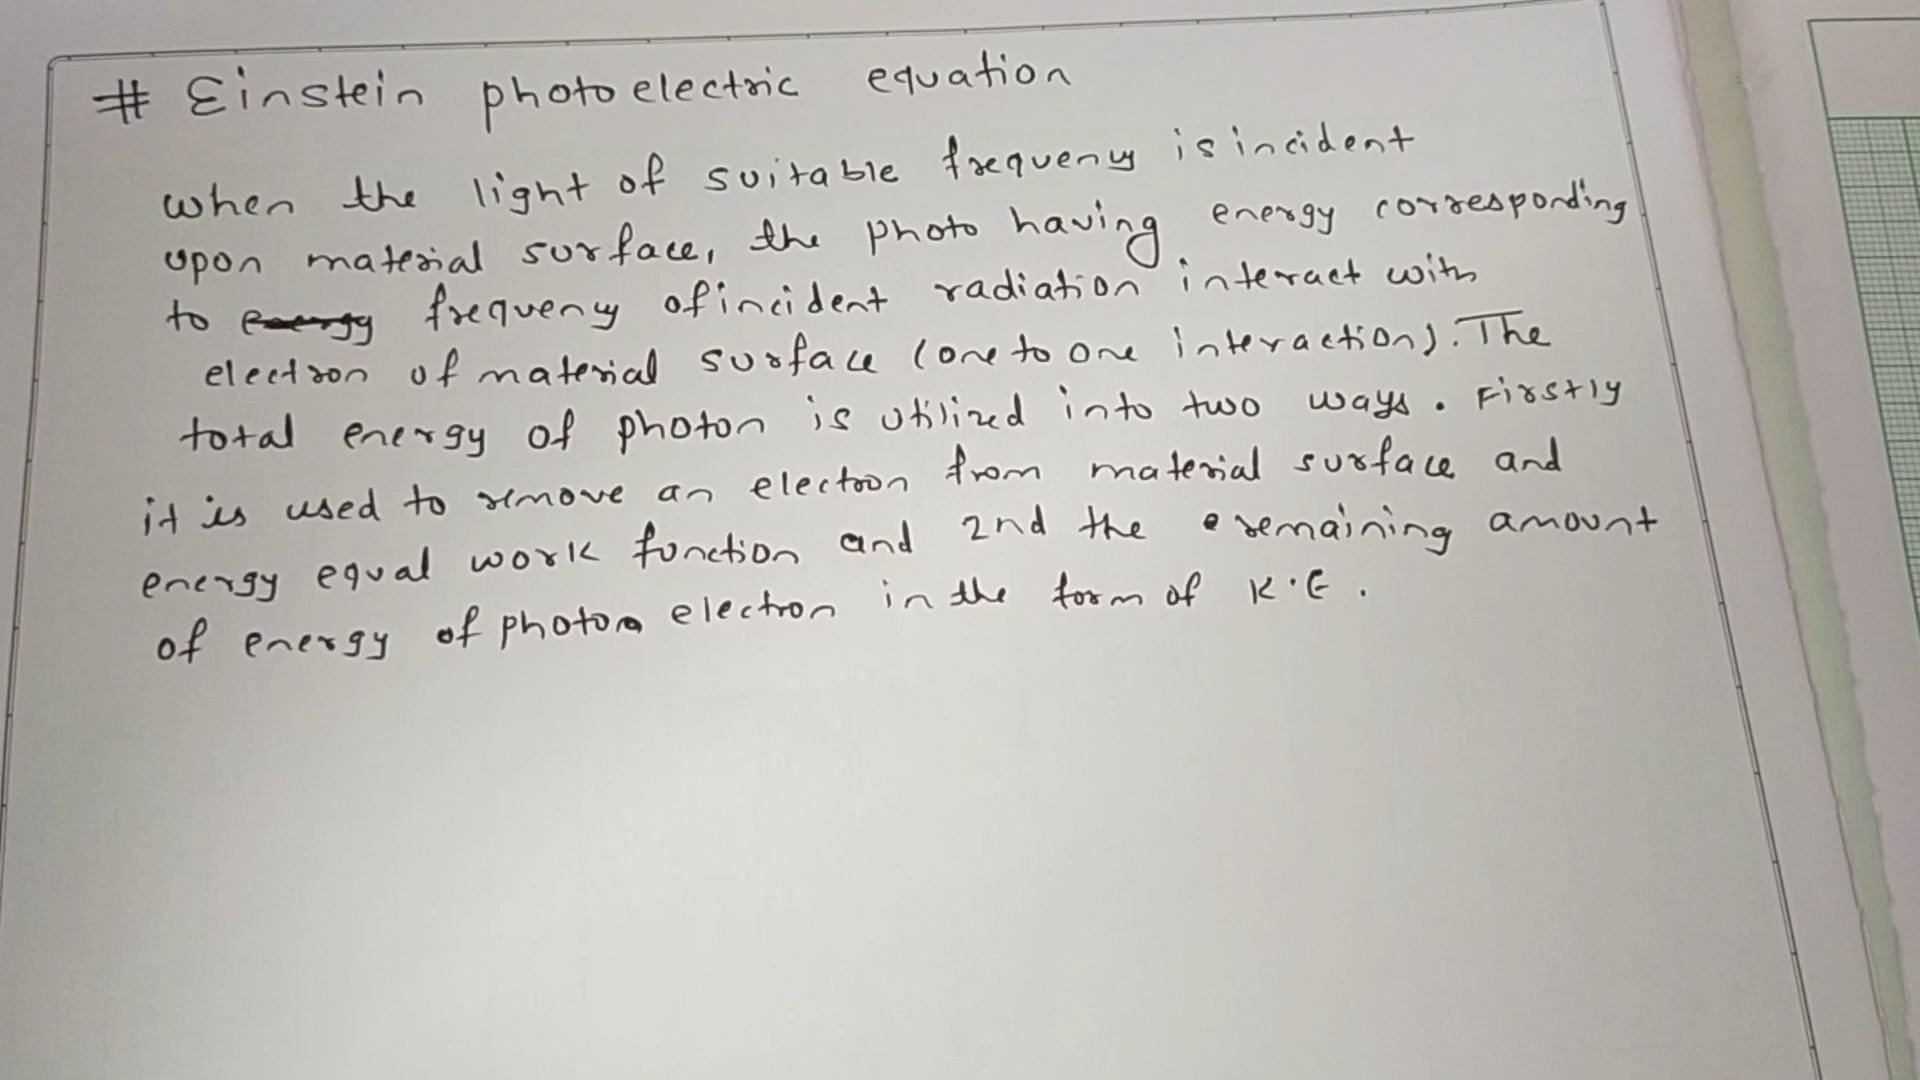 # Einstein photoelectric equation
when the light of suitable frequency is incident
upon material surface, the photo having energy corresponding
to frequency of incident radiation interact with
electron of material surface (one to one interaction). The
total energy of photon is utilized into two ways. Firstly
it is used to remove an electron from material surface and
energy equal work function and 2nd the remaining amount
of energy of photon electron in the form of K.E.